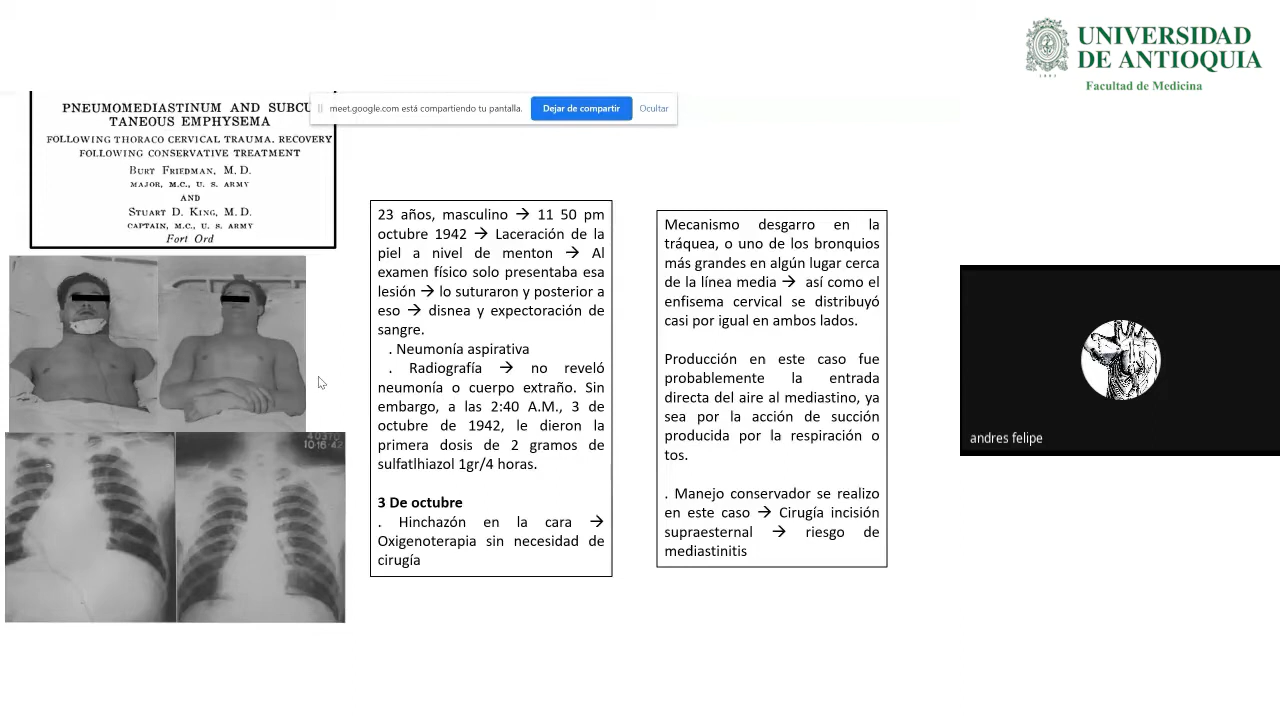 UNIVERSIDAD
DE ANTIOQUIA
1803
Facultad de Medicina
PNEUMOMEDIASTINUM AND SUBCU
TANEOUS EMPHYSEMA
FOLLOWING THORACO CERVICAL TRAUMA. RECOVERY
FOLLOWING CONSERVATIVE TREATMENT
BURT FRIEDMAN, M. D.
MAJOR, M.C., U. S. ARMY
AND
STUART D. KING, M. D.
CAPTAIN, M.C., U. S. ARMY
Fort Ord
meet.google.com está compartiendo tu pantalla.
Dejar de compartir
Ocultar
40370
10·16·42
23 años, masculino → 11 50 pm
octubre 1942 → Laceración de la
piel a nivel de menton → Al
examen físico solo presentaba esa
lesión → lo suturaron y posterior a
eso → disnea y expectoración de
sangre.
. Neumonía aspirativa
. Radiografía → no reveló
neumonía o cuerpo extraño. Sin
embargo, a las 2:40 A.M., 3 de
octubre de 1942, le dieron la
primera dosis de 2 gramos de
sulfatlhiazol 1gr/4 horas.
3 De octubre
. Hinchazón en la cara →
Oxigenoterapia sin necesidad de
cirugía
Mecanismo desgarro en la
tráquea, o uno de los bronquios
más grandes en algún lugar cerca
de la línea media → así como el
enfisema cervical se distribuyó
casi por igual en ambos lados.
Producción en este caso fue
probablemente la entrada
directa del aire al mediastino, ya
sea por la acción de succión
producida por la respiración o
tos.
. Manejo conservador se realizo
en este caso → Cirugía incisión
supraesternal → riesgo de
mediastinitis
andres felipe